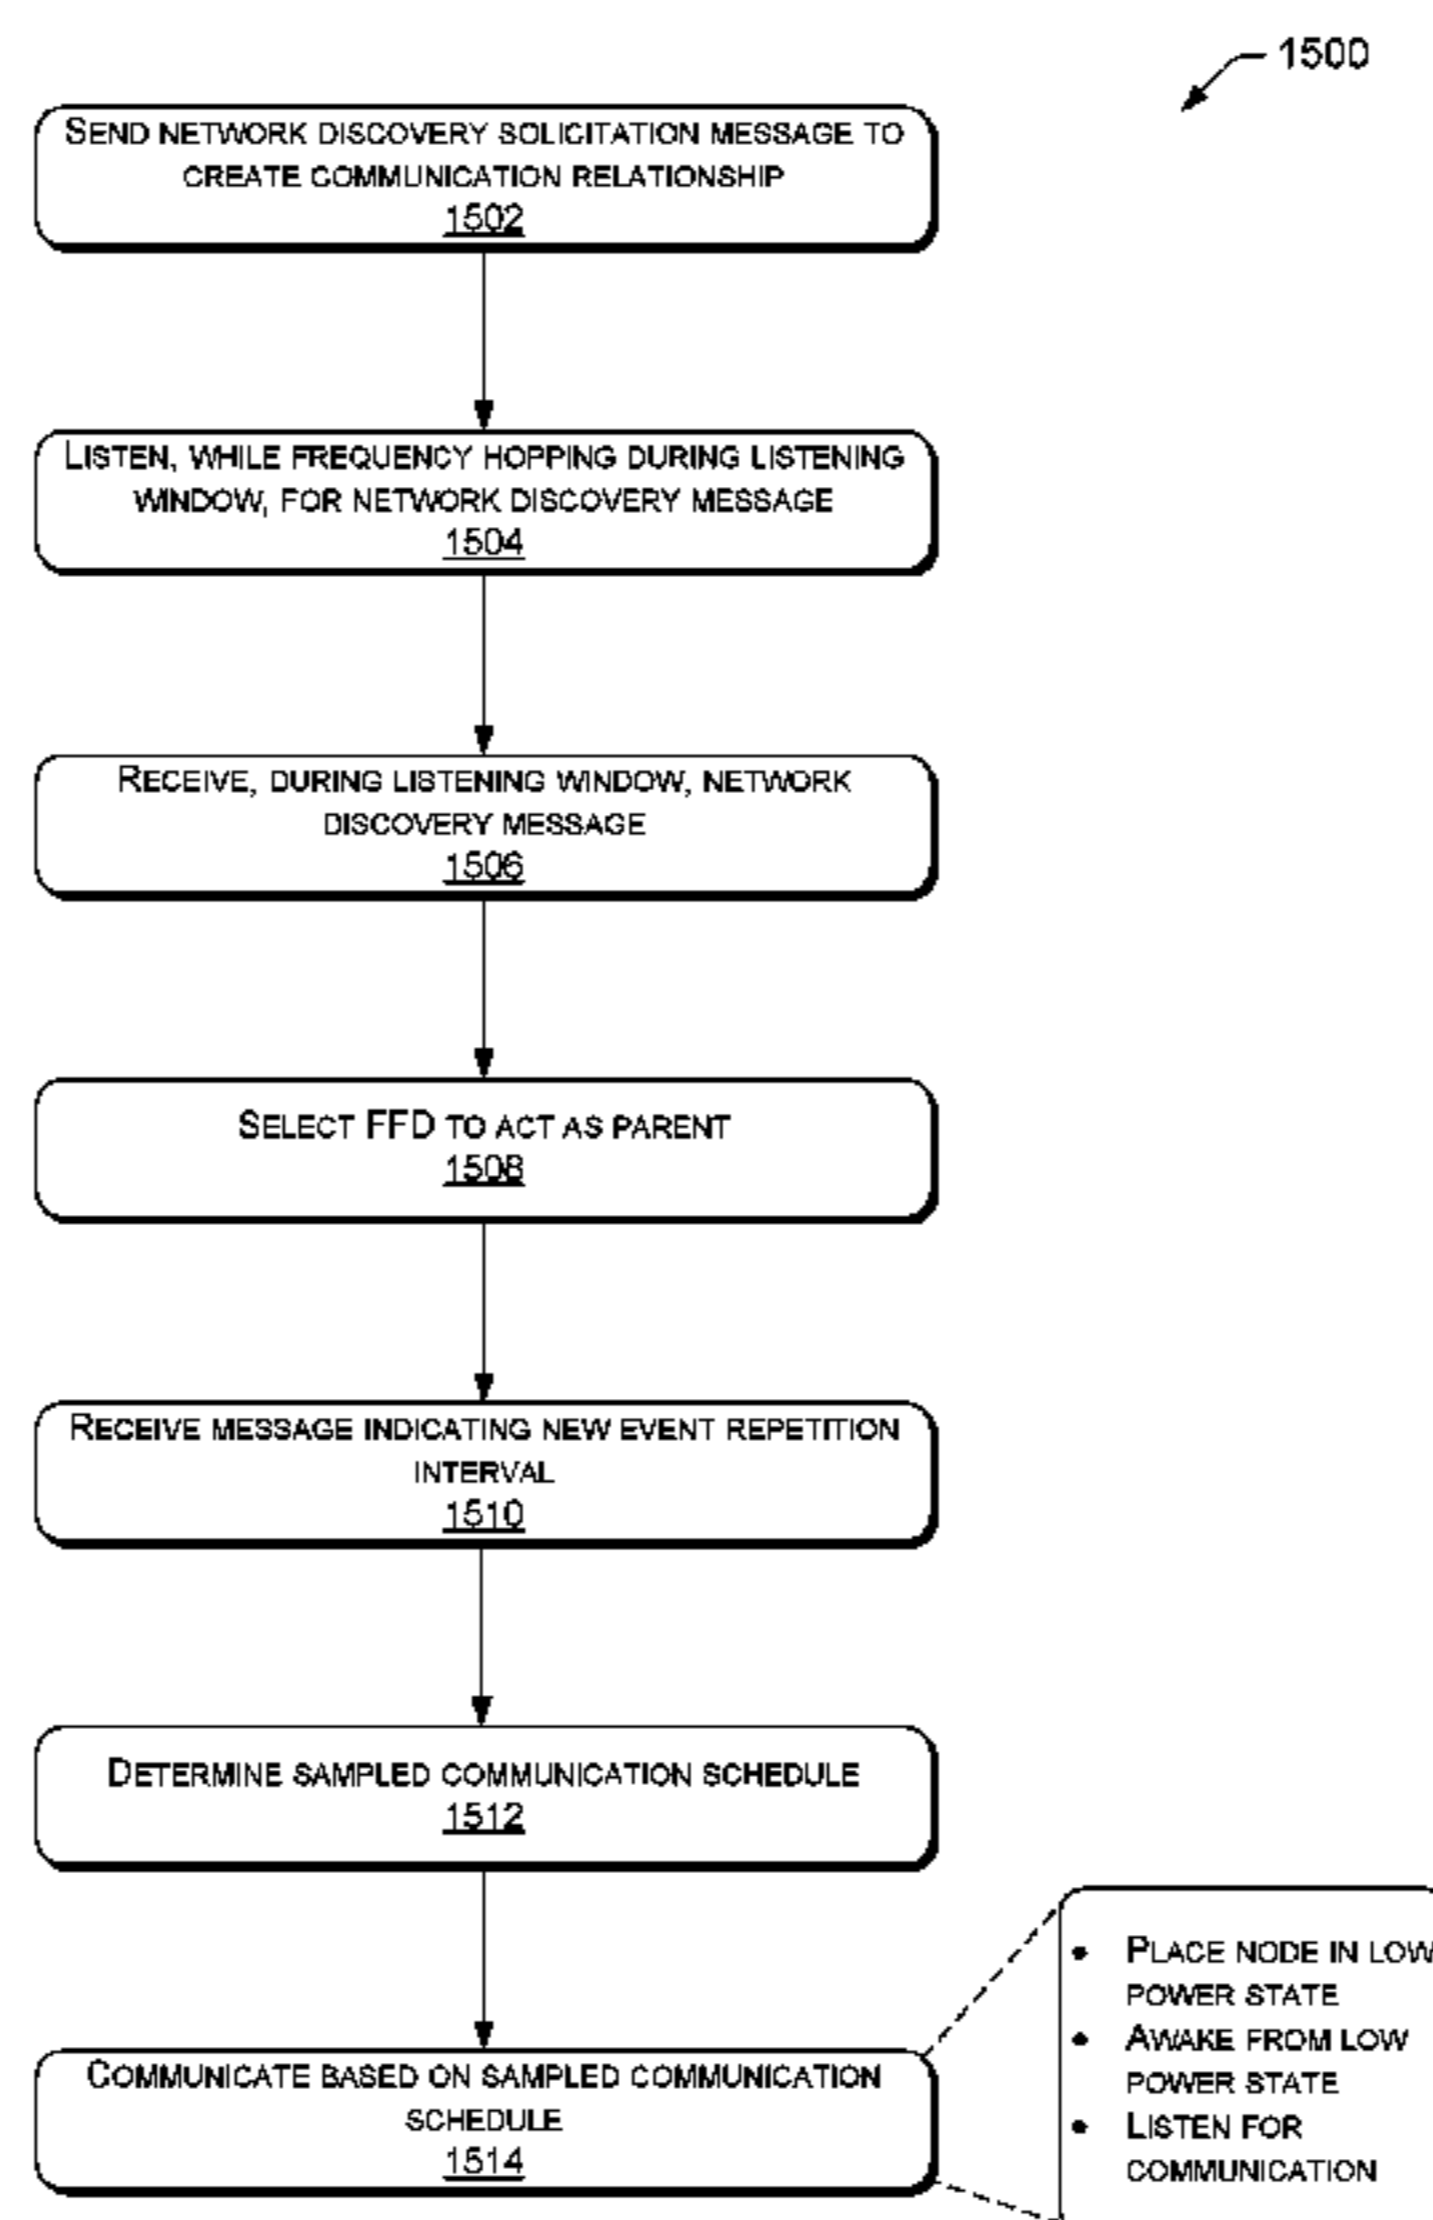 1500
SEND NETWORK DISCOVERY SOLICITATION MESSAGE TO
CREATE COMMUNICATION RELATIONSHIP
1502
LISTEN, WHILE FREQUENCY HOPPING DURING LISTENING
WINDOW, FOR NETWORK DISCOVERY MESSAGE
1504
RECEIVE, DURING LISTENING WINDOW, NETWORK
DISCOVERY MESSAGE
1506
SELECT FFD TO ACT AS PARENT
1508
RECEIVE MESSAGE INDICATING NEW EVENT REPETITION
INTERVAL
1510
DETERMINE SAMPLED COMMUNICATION SCHEDULE
1512
COMMUNICATE BASED ON SAMPLED COMMUNICATION
SCHEDULE
1514
• PLACE NODE IN LOW
POWER STATE
• AWAKE FROM LOW
POWER STATE
• LISTEN FOR
COMMUNICATION